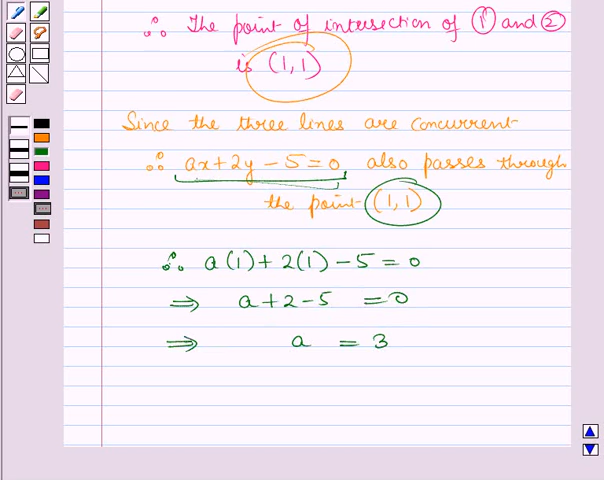 ∴ The point of intersection of ① and ②
is (1,1)
Since the three lines are concurrent
∴ ax+2y-5=0 also passes through
the point (1,1)
∴ a(1)+2(1)-5=0
⇒ a+2-5 =0
⇒ a = 3